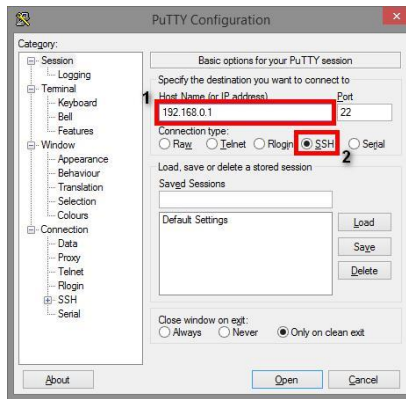 PuTTY Configuration
Category:
Session
Logging
Terminal
Keyboard
Bell
Features
Window
Appearance
Behaviour
Translation
Selection
Colours
Connection
Data
Proxy
Telnet
Rlogin
SSH
Serial
Basic options for your PuTTY session
Specify the destination you want to connect to
1
Host Name (or IP address) Port
192.168.0.1 22
Connection type:
Raw Telnet Rlogin SSH Serial
2
Load, save or delete a stored session
Saved Sessions
Default Settings
Load
Save
Delete
Close window on exit:
Always Never Only on clean exit
About Open Cancel